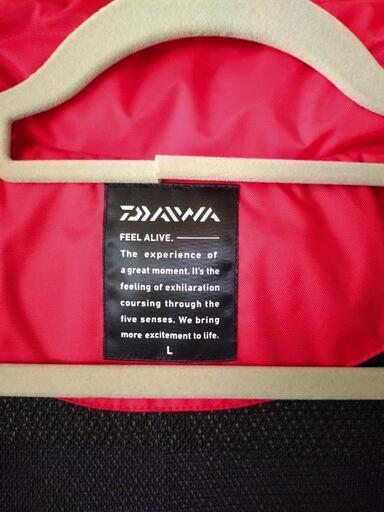 DAIWA
FEEL ALIVE.
The experience of
a great moment. It's the
feeling of exhilaration
coursing through the
five senses. We bring
more excitement to life.
L